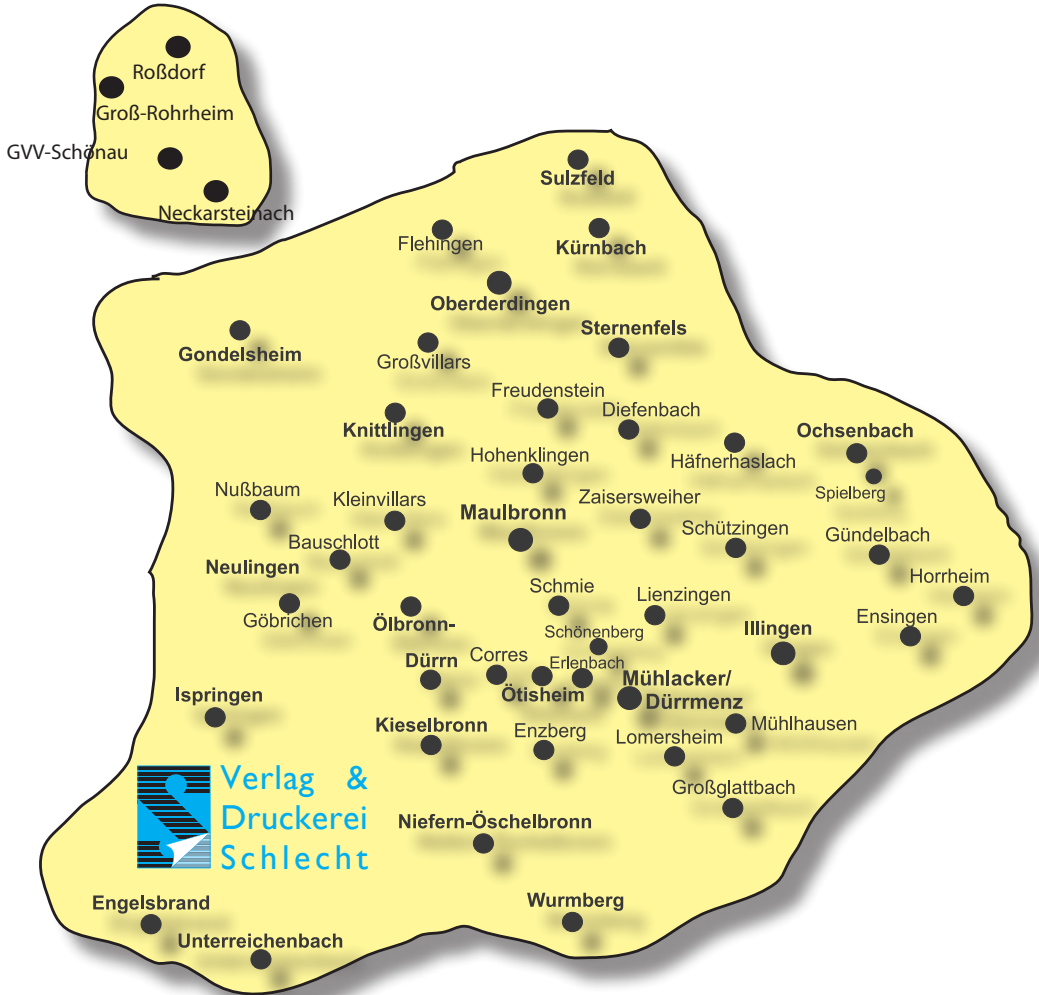 Roßdorf
Groß-Rohrheim
GVV-Schönau
Neckarsteinach
Sulzfeld
Flehingen
Kürnbach
Oberderdingen
Sternenfels
Gondelsheim
Großvillars
Freudenstein
Diefenbach
Knittlingen
Ochsenbach
Häfnerhaslach
Hohenklingen
Spielberg
Nußbaum
Kleinvillars
Zaisersweiher
Maulbronn
Schützingen
Gündelbach
Bauschlott
Neulingen
Horrheim
Schmie
Lienzingen
Göbrichen
Ölbronn-
Dürrn
Schönenberg
Illingen
Ensingen
Corres
Erlenbach
Ötisheim
Mühlacker/
Dürrmenz
Ispringen
Kieselbronn
Enzberg
Lomersheim
Mühlhausen
Großglattbach
Verlag &
Druckerei
Schlecht
Niefern-Öschelbronn
Engelsbrand
Wurmberg
Unterreichenbach